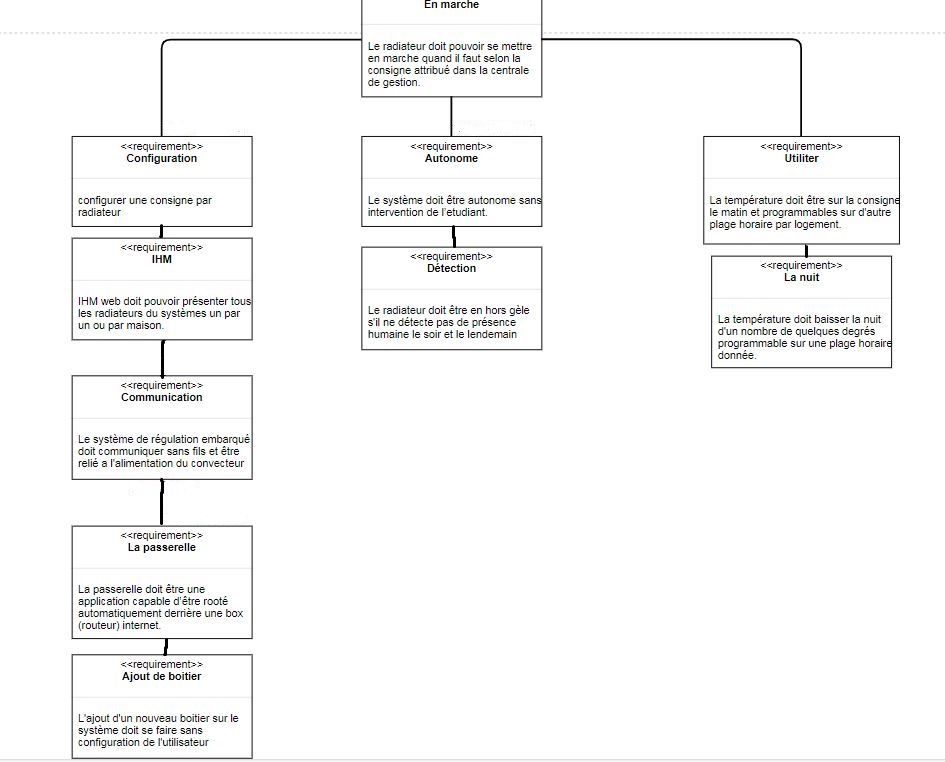 En marche
Le radiateur doit pouvoir se mettre
en marche quand il faut selon la
consigne attribué dans la centrale
de gestion.
<<requirement>>
Configuration
configurer une consigne par
radiateur
<<requirement>>
IHM
IHM web doit pouvoir présenter tous
les radiateurs du systèmes un par
un ou par maison.
<<requirement>>
Communication
Le système de régulation embarqué
doit communiquer sans fils et être
relié a l'alimentation du convecteur
<<requirement>>
La passerelle
La passerelle doit être une
application capable d'être rooté
automatiquement derrière une box
(routeur) internet.
<<requirement>>
Ajout de boitier
L'ajout d'un nouveau boitier sur le
système doit se faire sans
configuration de l'utilisateur
<<requirement>>
Autonome
Le système doit être autonome sans
intervention de l'etudiant.
<<requirement>>
Détection
Le radiateur doit être en hors gèle
s'il ne détecte pas de présence
humaine le soir et le lendemain
<<requirement>>
Utiliter
La température doit être sur la consigne
le matin et programmables sur d'autre
plage horaire par logement.
<<requirement>>
La nuit
La température doit baisser la nuit
d'un nombre de quelques degrés
programmable sur une plage horaire
donnée.